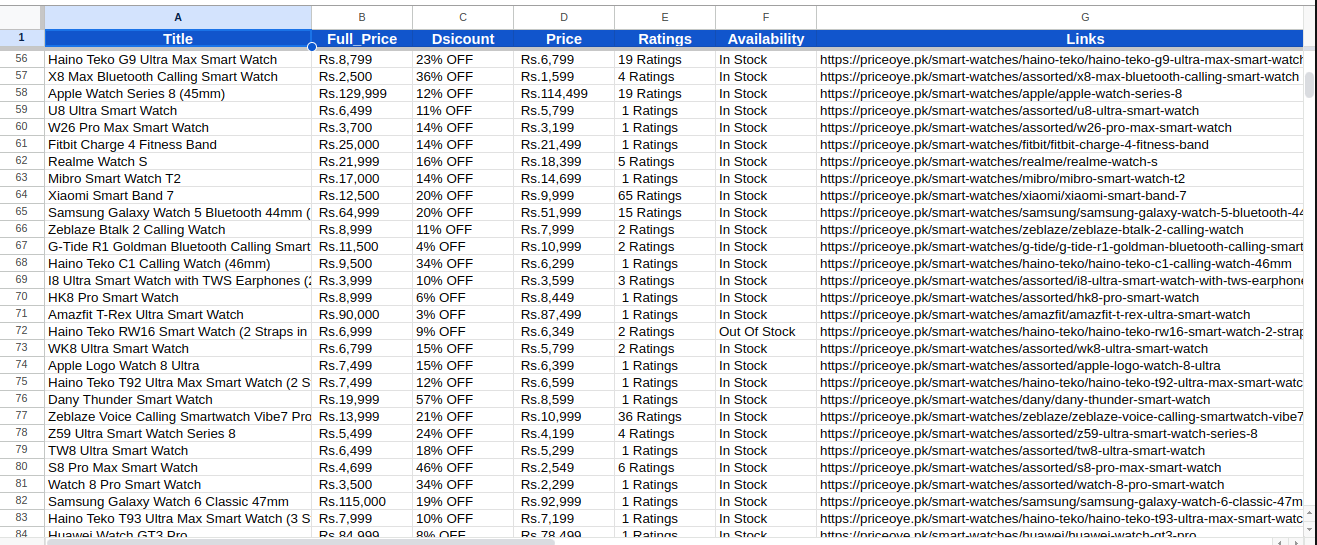 A B C D E F G
1 Title Full_Price Dsicount Price Ratings Availability Links
56 Haino Teko G9 Ultra Max Smart Watch Rs.8,799 23% OFF Rs.6,799 19 Ratings In Stock https://priceoye.pk/smart-watches/haino-teko/haino-teko-g9-ultra-max-smart-watch
57 X8 Max Bluetooth Calling Smart Watch Rs.2,500 36% OFF Rs.1,599 4 Ratings In Stock https://priceoye.pk/smart-watches/assorted/x8-max-bluetooth-calling-smart-watch
58 Apple Watch Series 8 (45mm) Rs.129,999 12% OFF Rs.114,499 19 Ratings In Stock https://priceoye.pk/smart-watches/apple/apple-watch-series-8
59 U8 Ultra Smart Watch Rs.6,499 11% OFF Rs.5,799 1 Ratings In Stock https://priceoye.pk/smart-watches/assorted/u8-ultra-smart-watch
60 W26 Pro Max Smart Watch Rs.3,700 14% OFF Rs.3,199 1 Ratings In Stock https://priceoye.pk/smart-watches/assorted/w26-pro-max-smart-watch
61 Fitbit Charge 4 Fitness Band Rs.25,000 14% OFF Rs.21,499 1 Ratings In Stock https://priceoye.pk/smart-watches/fitbit/fitbit-charge-4-fitness-band
62 Realme Watch S Rs.21,999 16% OFF Rs.18,399 5 Ratings In Stock https://priceoye.pk/smart-watches/realme/realme-watch-s
63 Mibro Smart Watch T2 Rs.17,000 14% OFF Rs.14,699 1 Ratings In Stock https://priceoye.pk/smart-watches/mibro/mibro-smart-watch-t2
64 Xiaomi Smart Band 7 Rs.12,500 20% OFF Rs.9,999 65 Ratings In Stock https://priceoye.pk/smart-watches/xiaomi/xiaomi-smart-band-7
65 Samsung Galaxy Watch 5 Bluetooth 44mm ( Rs.64,999 20% OFF Rs.51,999 15 Ratings In Stock https://priceoye.pk/smart-watches/samsung/samsung-galaxy-watch-5-bluetooth-44
66 Zeblaze Btalk 2 Calling Watch Rs.8,999 11% OFF Rs.7,999 2 Ratings In Stock https://priceoye.pk/smart-watches/zeblaze/zeblaze-btalk-2-calling-watch
67 G-Tide R1 Goldman Bluetooth Calling Smart Rs.11,500 4% OFF Rs.10,999 2 Ratings In Stock https://priceoye.pk/smart-watches/g-tide/g-tide-r1-goldman-bluetooth-calling-smart
68 Haino Teko C1 Calling Watch (46mm) Rs.9,500 34% OFF Rs.6,299 1 Ratings In Stock https://priceoye.pk/smart-watches/haino-teko/haino-teko-c1-calling-watch-46mm
69 I8 Ultra Smart Watch with TWS Earphones (2 Rs.3,999 10% OFF Rs.3,599 3 Ratings In Stock https://priceoye.pk/smart-watches/assorted/i8-ultra-smart-watch-with-tws-earphone
70 HK8 Pro Smart Watch Rs.8,999 6% OFF Rs.8,449 1 Ratings In Stock https://priceoye.pk/smart-watches/assorted/hk8-pro-smart-watch
71 Amazfit T-Rex Ultra Smart Watch Rs.90,000 3% OFF Rs.87,499 1 Ratings In Stock https://priceoye.pk/smart-watches/amazfit/amazfit-t-rex-ultra-smart-watch
72 Haino Teko RW16 Smart Watch (2 Straps in Rs.6,999 9% OFF Rs.6,349 2 Ratings Out Of Stock https://priceoye.pk/smart-watches/haino-teko/haino-teko-rw16-smart-watch-2-strap
73 WK8 Ultra Smart Watch Rs.6,799 15% OFF Rs.5,799 2 Ratings In Stock https://priceoye.pk/smart-watches/assorted/wk8-ultra-smart-watch
74 Apple Logo Watch 8 Ultra Rs.7,499 15% OFF Rs.6,399 1 Ratings In Stock https://priceoye.pk/smart-watches/assorted/apple-logo-watch-8-ultra
75 Haino Teko T92 Ultra Max Smart Watch (2 S Rs.7,499 12% OFF Rs.6,599 1 Ratings In Stock https://priceoye.pk/smart-watches/haino-teko/haino-teko-t92-ultra-max-smart-watc
76 Dany Thunder Smart Watch Rs.19,999 57% OFF Rs.8,599 1 Ratings In Stock https://priceoye.pk/smart-watches/dany/dany-thunder-smart-watch
77 Zeblaze Voice Calling Smartwatch Vibe7 Pro Rs.13,999 21% OFF Rs.10,999 36 Ratings In Stock https://priceoye.pk/smart-watches/zeblaze/zeblaze-voice-calling-smartwatch-vibe7
78 Z59 Ultra Smart Watch Series 8 Rs.5,499 24% OFF Rs.4,199 4 Ratings In Stock https://priceoye.pk/smart-watches/assorted/z59-ultra-smart-watch-series-8
79 TW8 Ultra Smart Watch Rs.6,499 18% OFF Rs.5,299 1 Ratings In Stock https://priceoye.pk/smart-watches/assorted/tw8-ultra-smart-watch
80 S8 Pro Max Smart Watch Rs.4,699 46% OFF Rs.2,549 6 Ratings In Stock https://priceoye.pk/smart-watches/assorted/s8-pro-max-smart-watch
81 Watch 8 Pro Smart Watch Rs.3,500 34% OFF Rs.2,299 1 Ratings In Stock https://priceoye.pk/smart-watches/assorted/watch-8-pro-smart-watch
82 Samsung Galaxy Watch 6 Classic 47mm Rs.115,000 19% OFF Rs.92,999 1 Ratings In Stock https://priceoye.pk/smart-watches/samsung/samsung-galaxy-watch-6-classic-47m
83 Haino Teko T93 Ultra Max Smart Watch (3 S Rs.7,999 10% OFF Rs.7,199 1 Ratings In Stock https://priceoye.pk/smart-watches/haino-teko/haino-teko-t93-ultra-max-smart-watc
84 Huawei Watch GT3 Pro Rs.84,999 8% OFF Rs.78,499 1 Ratings In Stock https://priceoye.pk/smart-watches/huawei/huawei-watch-gt3-pro